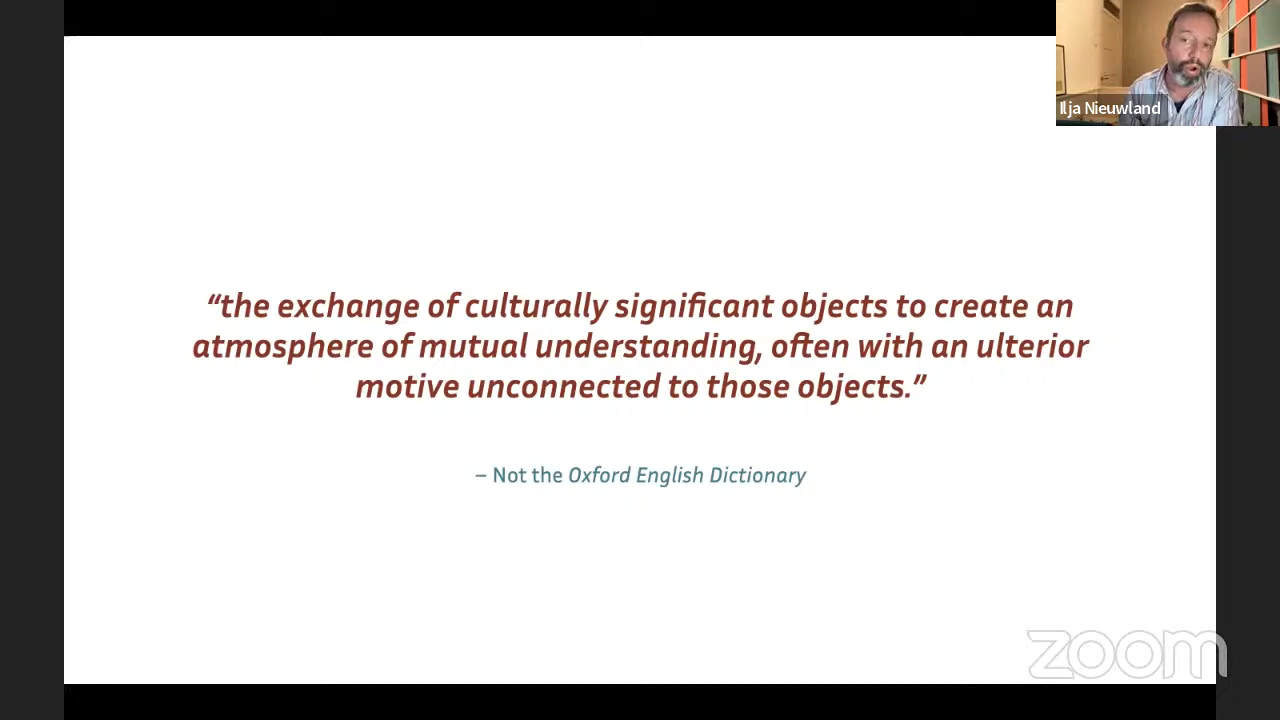 Ilja Nieuwland
“the exchange of culturally significant objects to create an
atmosphere of mutual understanding, often with an ulterior
motive unconnected to those objects.”
– Not the Oxford English Dictionary
zoom